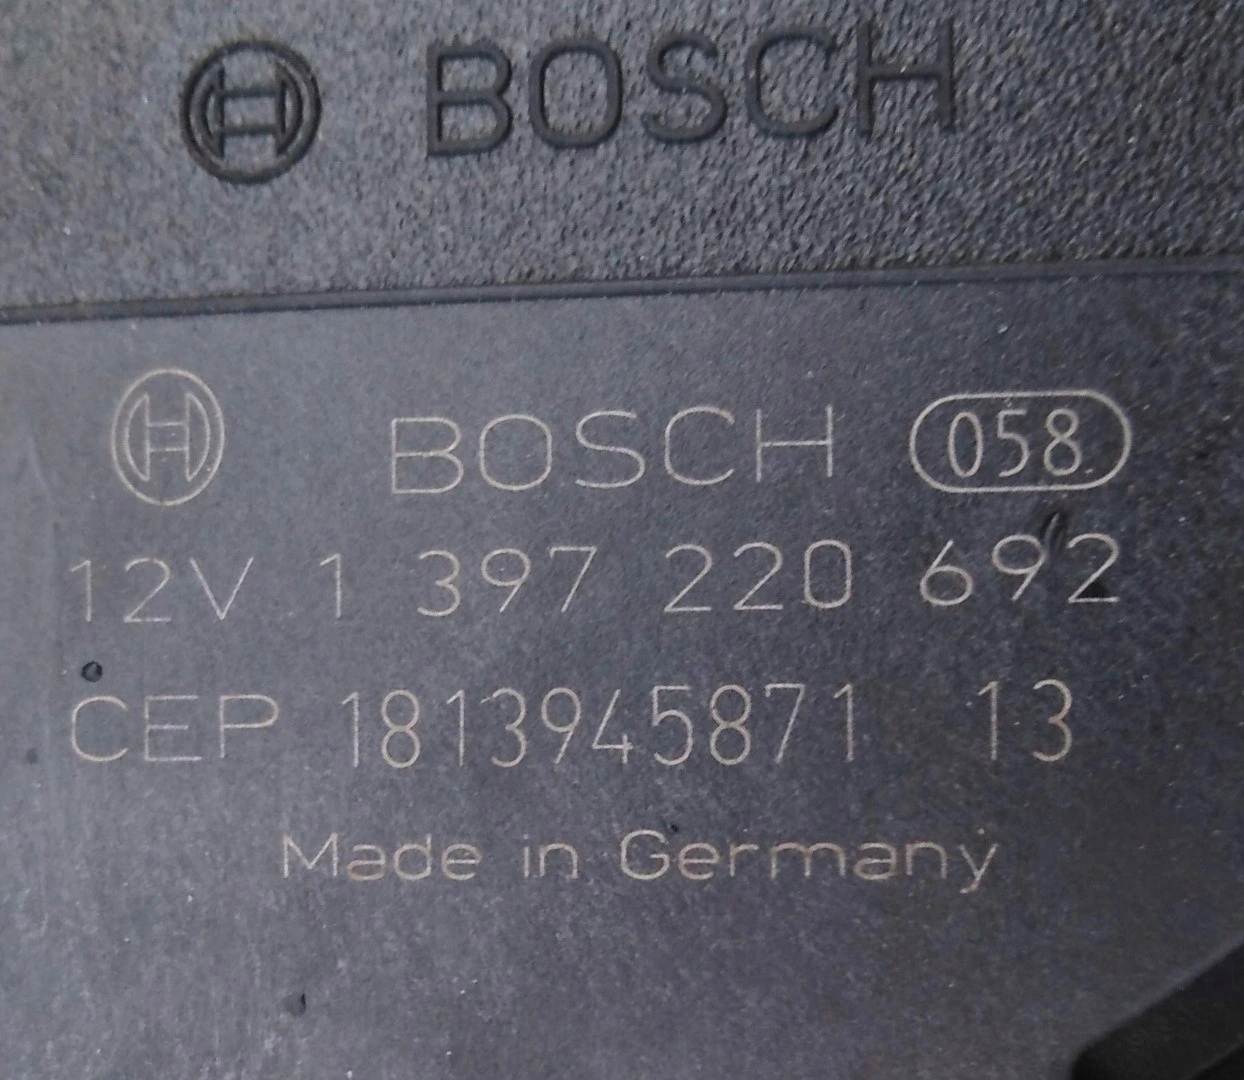 BOSCH
BOSCH 058
12V 1 397 220 692
CEP 1813945871 13
Made in Germany